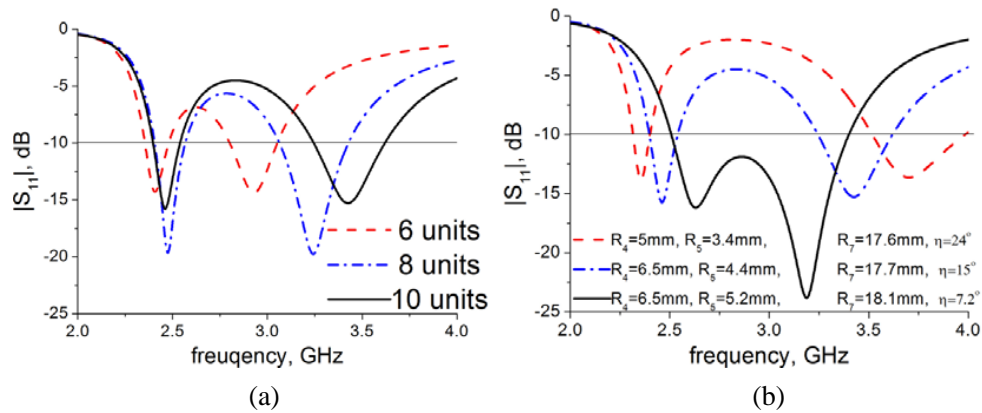 0
-5
-10
-15
-20
-25
|S₁₁|, dB
6 units
8 units
10 units
2.0 2.5 3.0 3.5 4.0
freuqency, GHz
(a)
0
-5
-10
-15
-20
-25
|S₁₁|, dB
R₄=5mm, R₅=3.4mm, R₇=17.6mm, η=24°
R₄=6.5mm, R₅=4.4mm, R₇=17.7mm, η=15°
R₄=6.5mm, R₅=5.2mm, R₇=18.1mm, η=7.2°
2.0 2.5 3.0 3.5 4.0
frequency, GHz
(b)